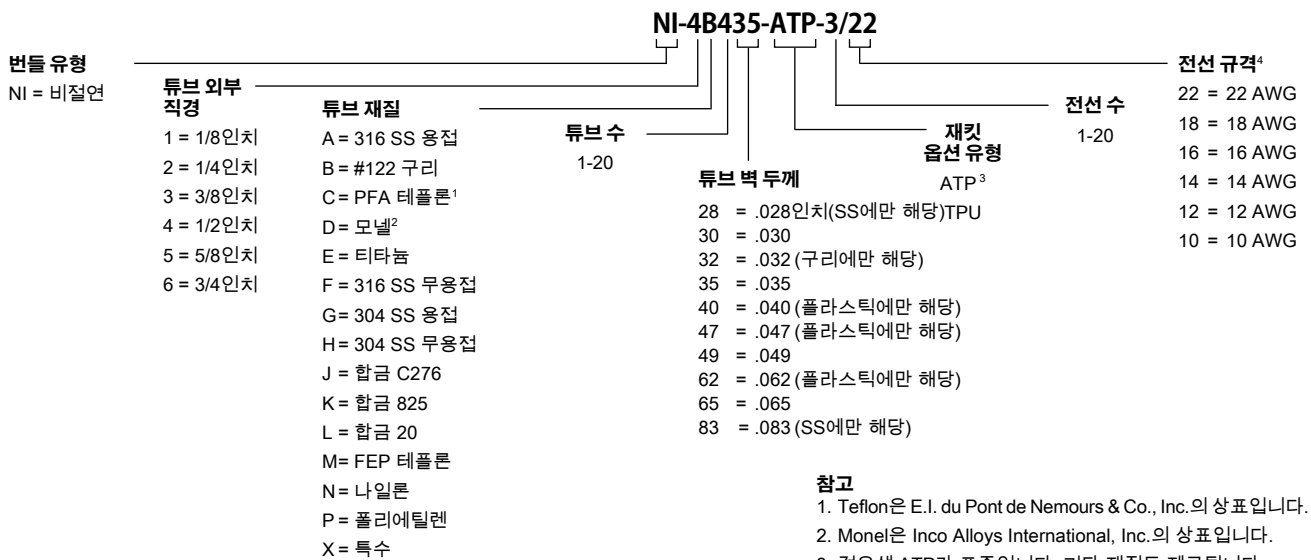 NI-4B435-ATP-3/22
번들 유형
NI = 비절연
튜브 외부
직경
1 = 1/8인치
2 = 1/4인치
3 = 3/8인치
4 = 1/2인치
5 = 5/8인치
6 = 3/4인치
튜브 재질
A = 316 SS 용접
B = #122 구리
C = PFA 테플론1
D = 모넬2
E = 티타늄
F = 316 SS 무용접
G= 304 SS 용접
H= 304 SS 무용접
J = 합금 C276
K = 합금 825
L = 합금 20
M= FEP 테플론
N = 나일론
P = 폴리에틸렌
X = 특수
튜브 수
1-20
튜브 벽 두께
28 = .028인치(SS에만 해당)TPU
30 = .030
32 = .032 (구리에만 해당)
35 = .035
40 = .040 (플라스틱에만 해당)
47 = .047 (플라스틱에만 해당)
49 = .049
62 = .062 (플라스틱에만 해당)
65 = .065
83 = .083 (SS에만 해당)
재킷
옵션 유형
ATP 3
전선 수
1-20
전선 규격4
22 = 22 AWG
18 = 18 AWG
16 = 16 AWG
14 = 14 AWG
12 = 12 AWG
10 = 10 AWG
참고
1. Teflon은 E.I. du Pont de Nemours & Co., Inc.의 상표입니다.
2. Monel은 Inco Alloys International, Inc.의 상표입니다.